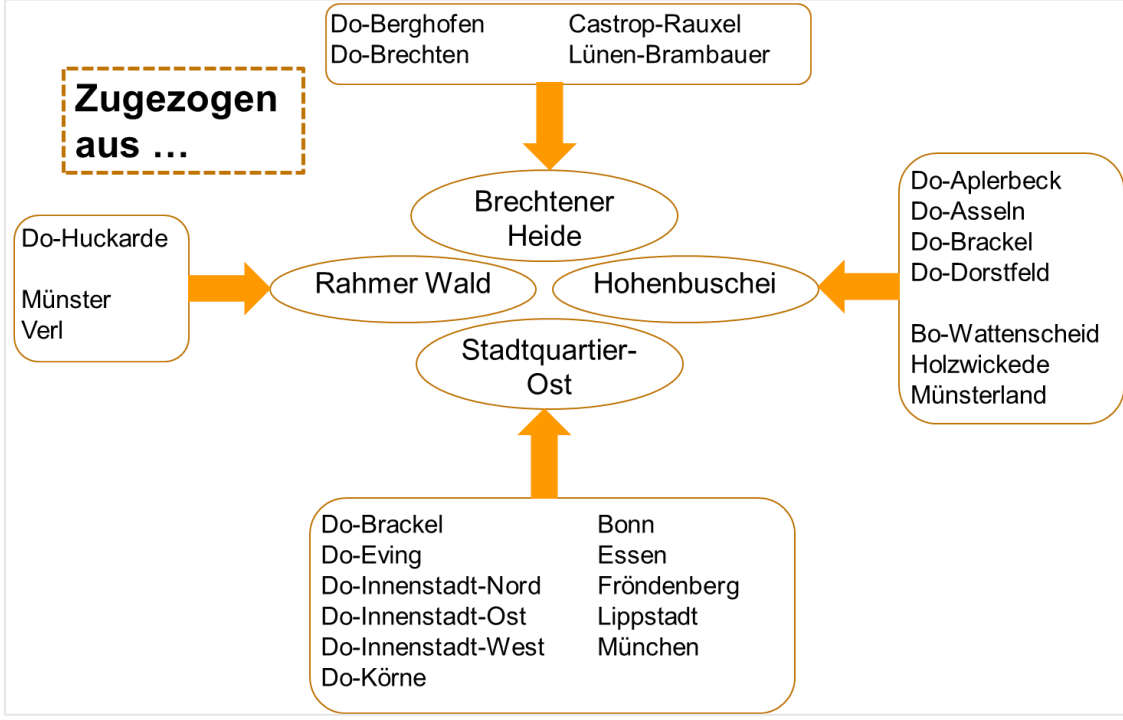 Zugezogen
aus ...
Do-Berghofen
Do-Brechten
Castrop-Rauxel
Lünen-Brambauer
Brechtener
Heide
Do-Huckarde
Münster
Verl
Rahmer Wald
Hohenbuschei
Do-Aplerbeck
Do-Asseln
Do-Brackel
Do-Dorstfeld
Bo-Wattenscheid
Holzwickede
Münsterland
Stadtquartier-
Ost
Do-Brackel
Do-Eving
Do-Innenstadt-Nord
Do-Innenstadt-Ost
Do-Innenstadt-West
Do-Körne
Bonn
Essen
Fröndenberg
Lippstadt
München